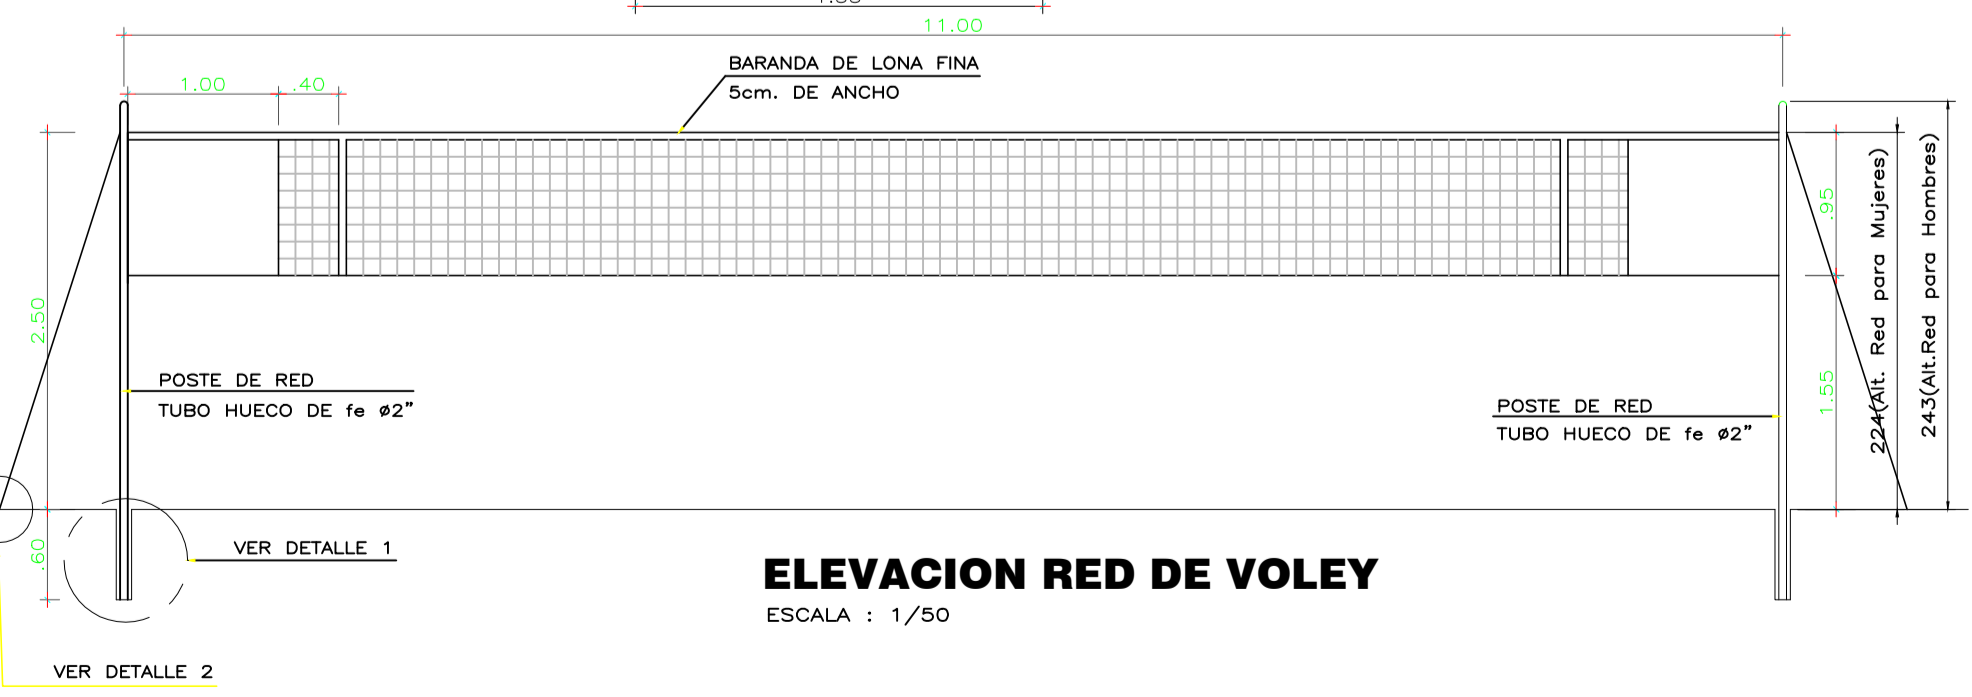 11.00
1.00
.40
BARANDA DE LONA FINA
5cm. DE ANCHO
2.50
.95
1.55
224(Alt. Red para Mujeres)
243(Alt.Red para Hombres)
POSTE DE RED
TUBO HUECO DE fe ø2”
POSTE DE RED
TUBO HUECO DE fe ø2”
.60
VER DETALLE 1
ELEVACION RED DE VOLEY
ESCALA : 1/50
VER DETALLE 2